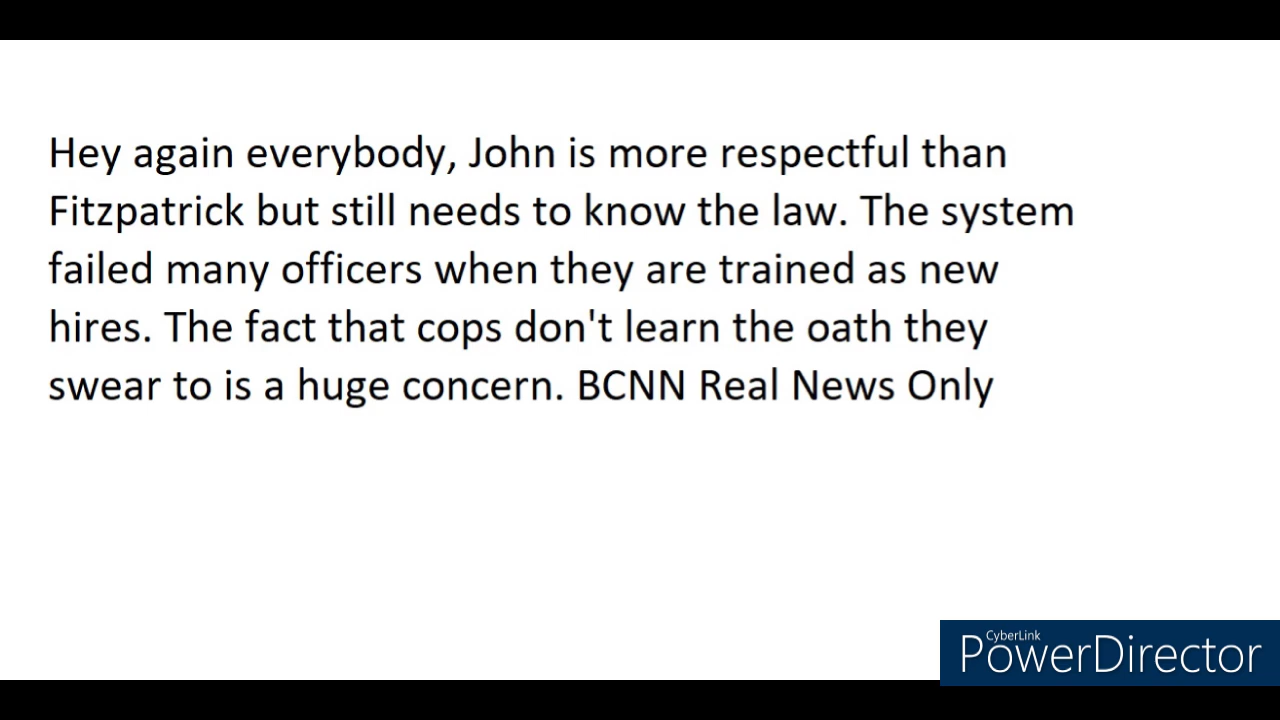 Hey again everybody, John is more respectful than
Fitzpatrick but still needs to know the law. The system
failed many officers when they are trained as new
hires. The fact that cops don't learn the oath they
swear to is a huge concern. BCNN Real News Only
CyberLink
PowerDirector